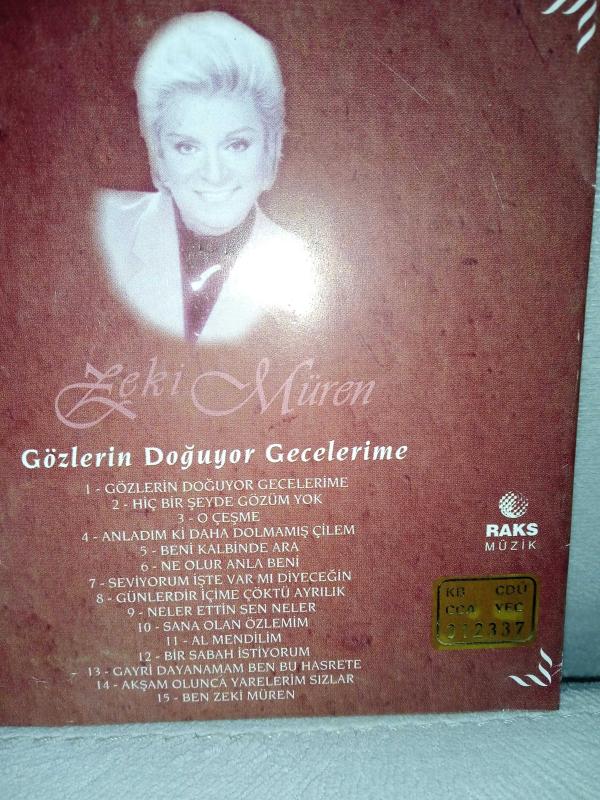 Zeki Müren
Gözlerin Doğuyor Gecelerime
1 - GÖZLERİN DOĞUYOR GECELERİME
2 - HİÇ BİR ŞEYDE GÖZÜM YOK
3 - O ÇEŞME
4 - ANLADIM Kİ DAHA DOLMAMIŞ ÇİLEM
5 - BENİ KALBİNDE ARA
6 - NE OLUR ANLA BENİ
7 - SEVİYORUM İŞTE VAR MI DİYECEĞİN
8 - GÜNLERDİR İÇİME ÇÖKTÜ AYRILIK
9 - NELER ETTİN SEN NELER
10 - SANA OLAN ÖZLEMİM
11 - AL MENDİLİM
12 - BİR SABAH İSTİYORUM
13 - GAYRİ DAYANAMAM BEN BU HASRETE
14 - AKŞAM OLUNCA YARELERİM SIZLAR
15 - BEN ZEKİ MÜREN
RAKS
MÜZİK
KB CDÜ
CCA YEC
012337